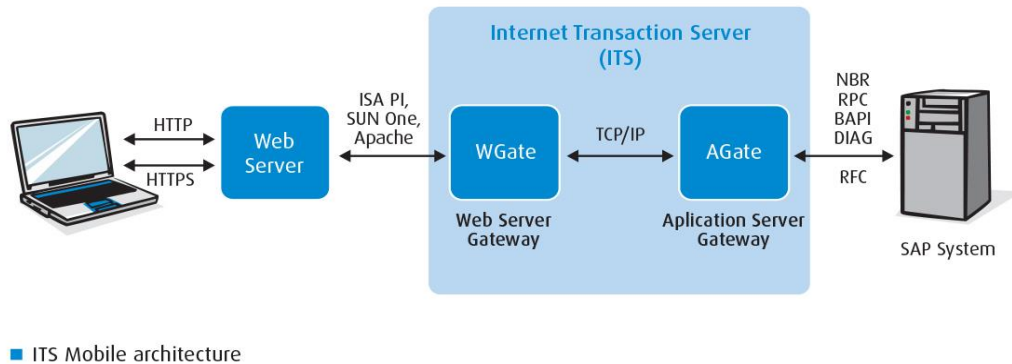 Internet Transaction Server
(ITS)
HTTP
HTTPS
Web
Server
ISA PI,
SUN One,
Apache
WGate
Web Server
Gateway
TCP/IP
AGate
Aplication Server
Gateway
NBR
RPC
BAPI
DIAG
RFC
SAP System
ITS Mobile architecture